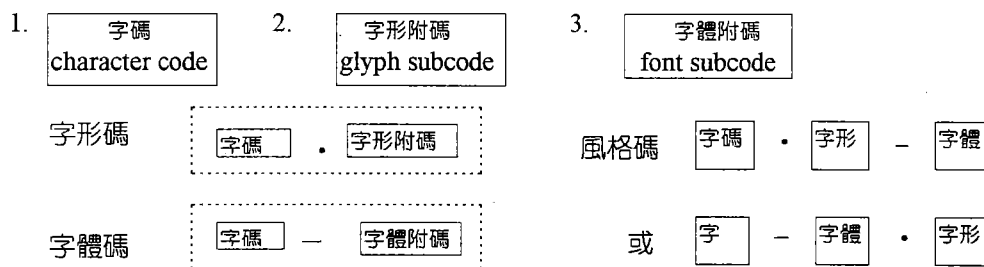 1. 字碼 2. 字形附碼 3. 字體附碼
character code glyph subcode font subcode
字形碼 字碼 . 字形附碼 風格碼 字碼 · 字形 – 字體
字體碼 字碼 — 字體附碼 或 字 – 字體 · 字形